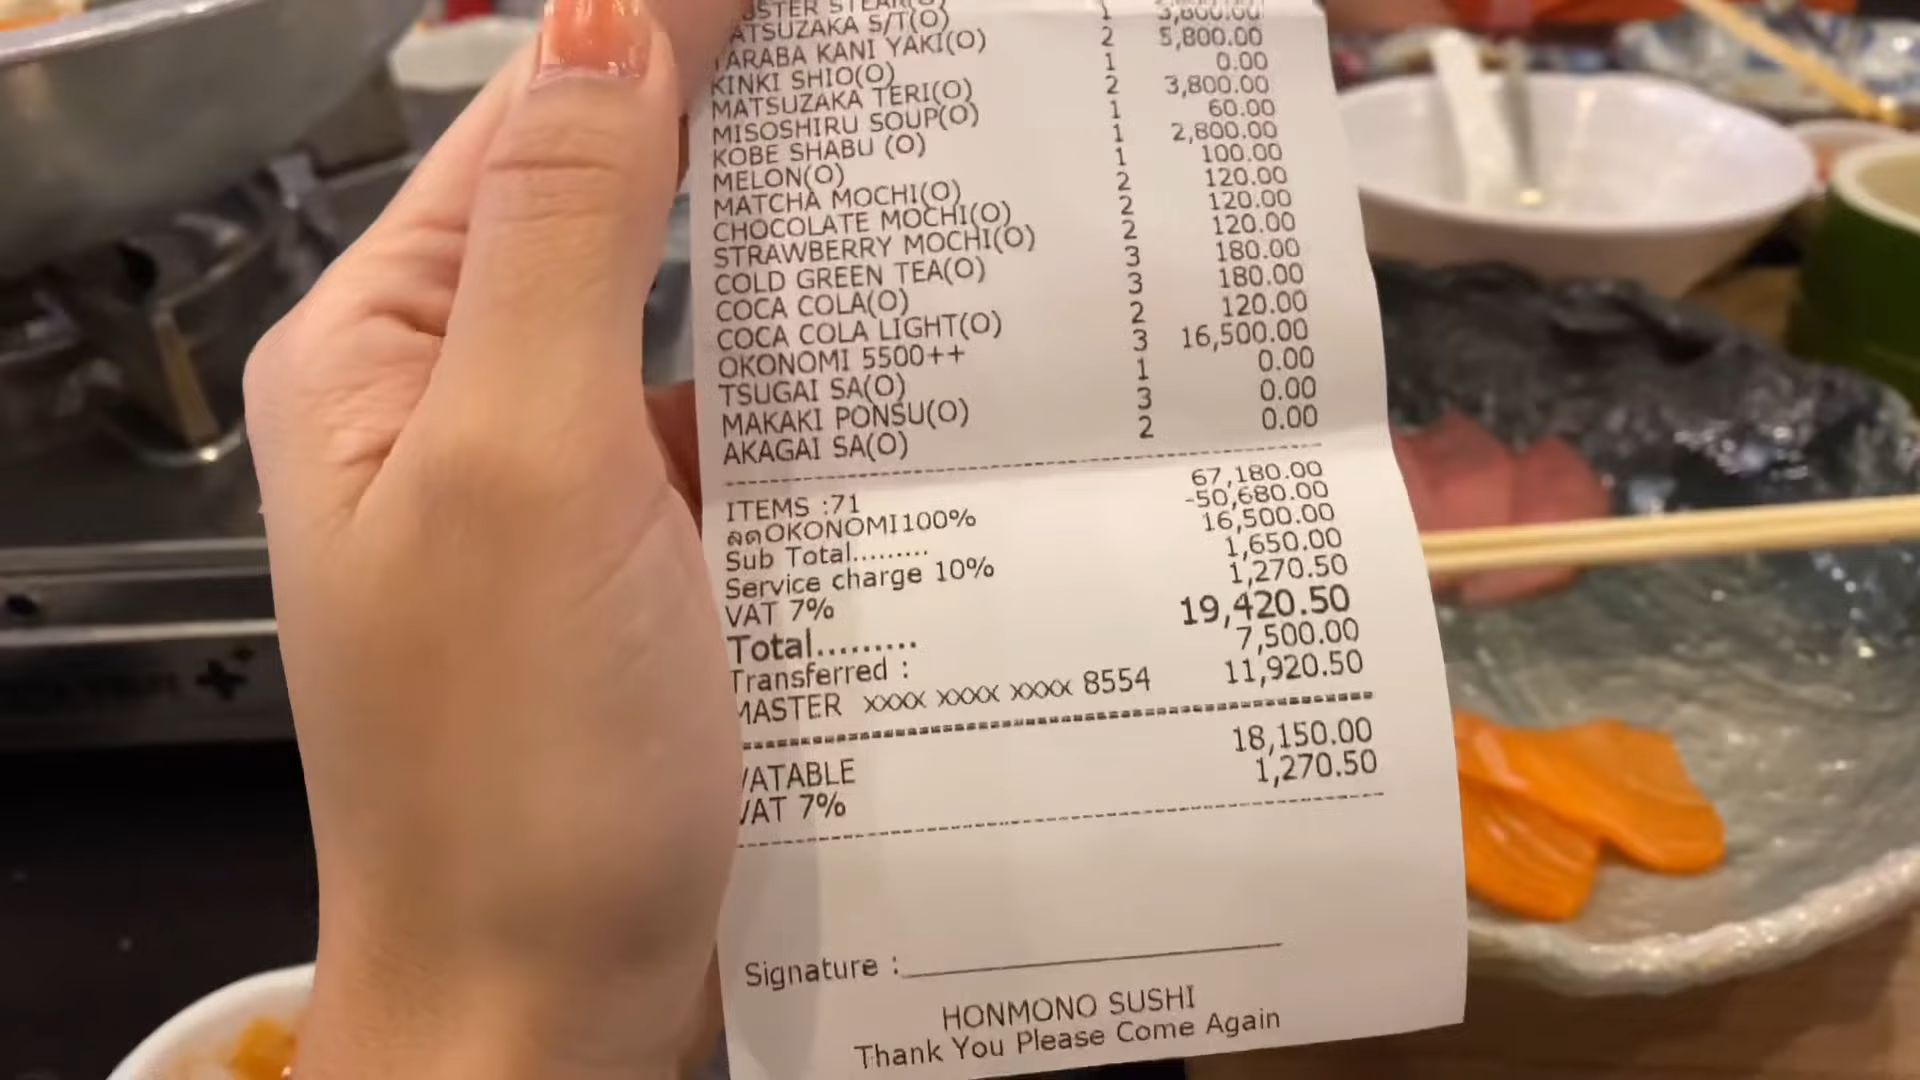 ATSUZAKA S/T(O) 1
TARABA KANI YAKI(O) 2 5,800.00
KINKI SHIO(O) 1 0.00
MATSUZAKA TERI(O) 2 3,800.00
MISOSHIRU SOUP(O) 1 60.00
KOBE SHABU (O) 1 2,800.00
MELON(O) 1 100.00
MATCHA MOCHI(O) 2 120.00
CHOCOLATE MOCHI(O) 2 120.00
STRAWBERRY MOCHI(O) 2 120.00
COLD GREEN TEA(O) 3 180.00
COCA COLA(O) 3 180.00
COCA COLA LIGHT(O) 2 120.00
OKONOMI 5500++ 3 16,500.00
TSUGAI SA(O) 1 0.00
MAKAKI PONSU(O) 3 0.00
AKAGAI SA(O) 2 0.00
ITEMS :71 67,180.00
ลดOKONOMI100% -50,680.00
Sub Total......... 16,500.00
Service charge 10% 1,650.00
VAT 7% 1,270.50
Total......... 19,420.50
Transferred : 7,500.00
MASTER xxxx xxxx xxxx 8554 11,920.50
VATABLE 18,150.00
VAT 7% 1,270.50
Signature :
HONMONO SUSHI
Thank You Please Come Again